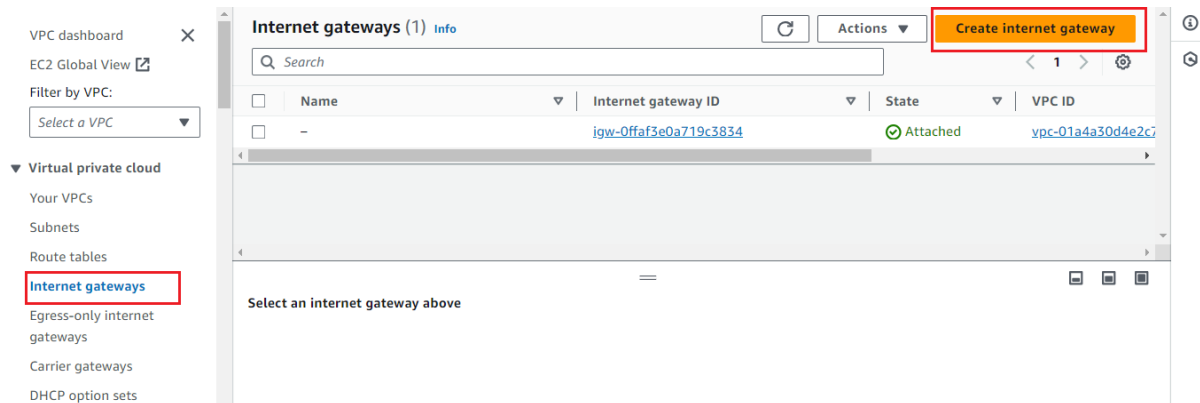 VPC dashboard
EC2 Global View
Filter by VPC:
Select a VPC
Virtual private cloud
Your VPCs
Subnets
Route tables
Internet gateways
Egress-only internet
gateways
Carrier gateways
DHCP option sets
Internet gateways (1) Info
Actions
Create internet gateway
Search
1
Name Internet gateway ID State VPC ID
– igw-0ffaf3e0a719c3834 Attached vpc-01a4a30d4e2c7
Select an internet gateway above